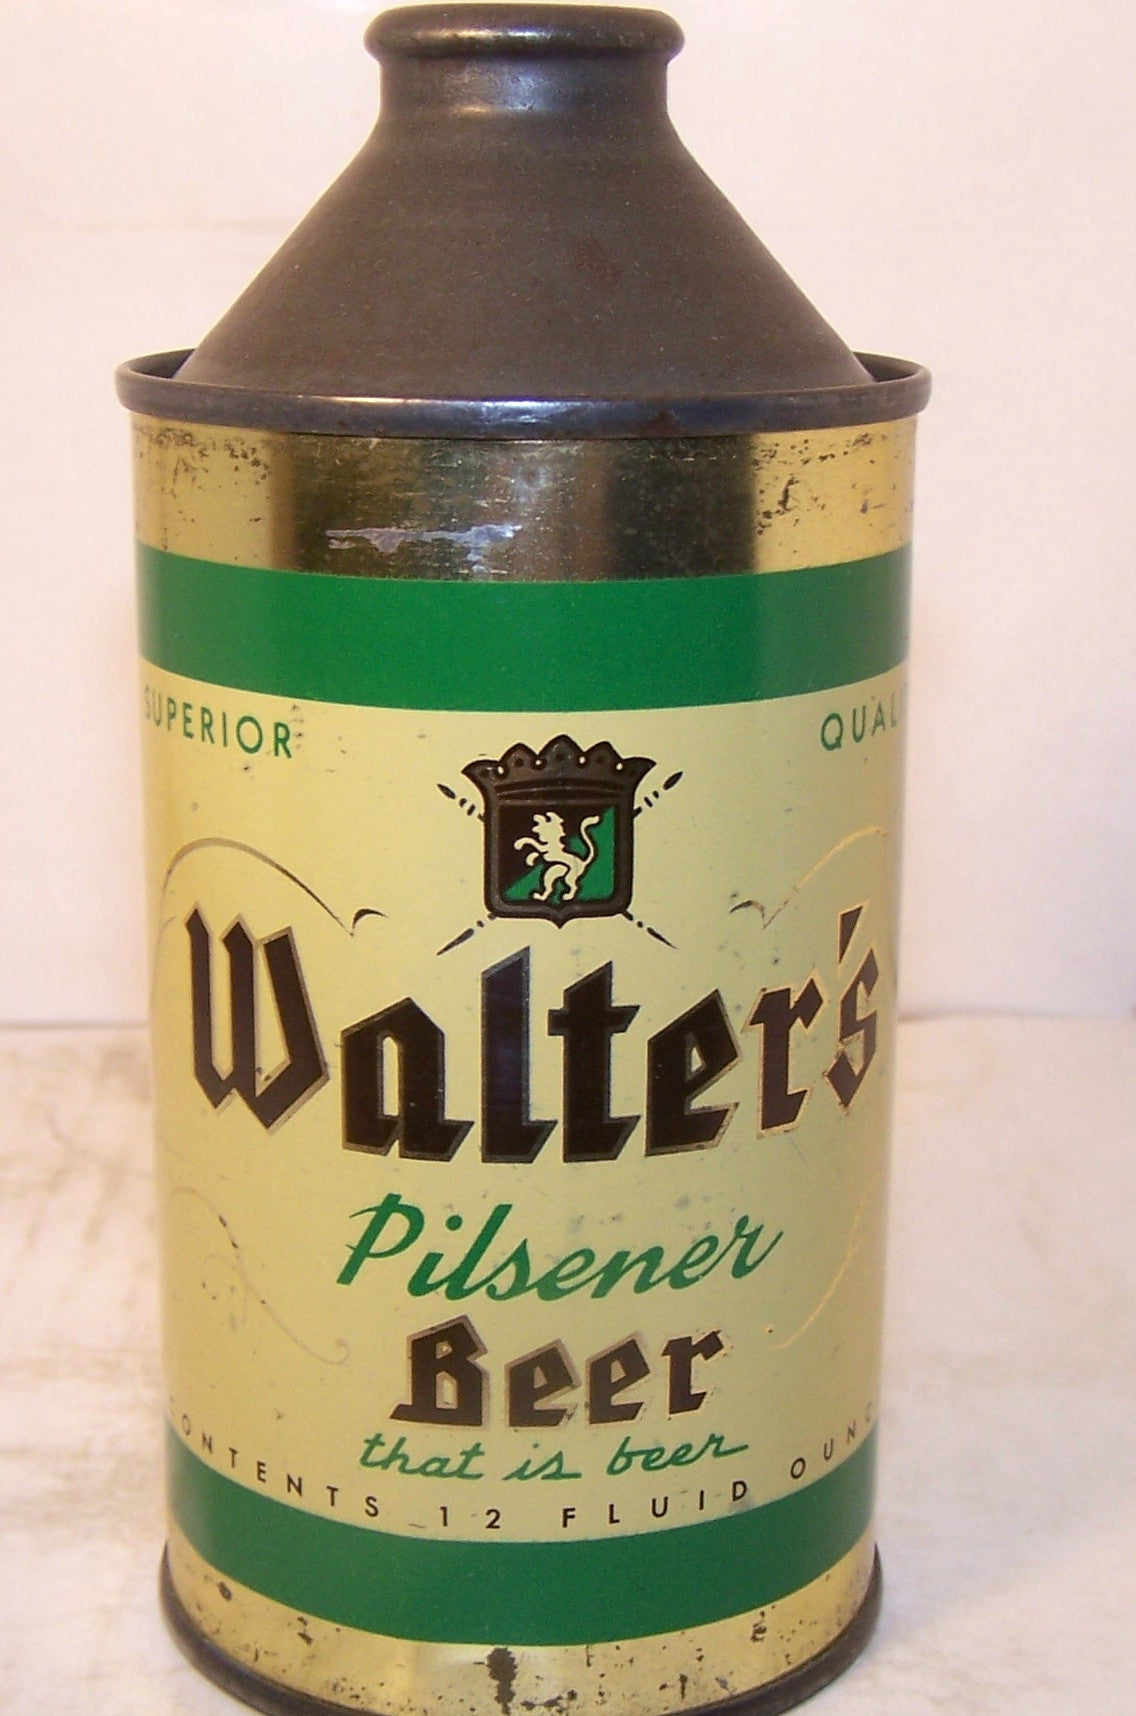 SUPERIOR QUAL
Walter's
Pilsener
Beer
that is beer
CONTENTS 12 FLUID OUNC